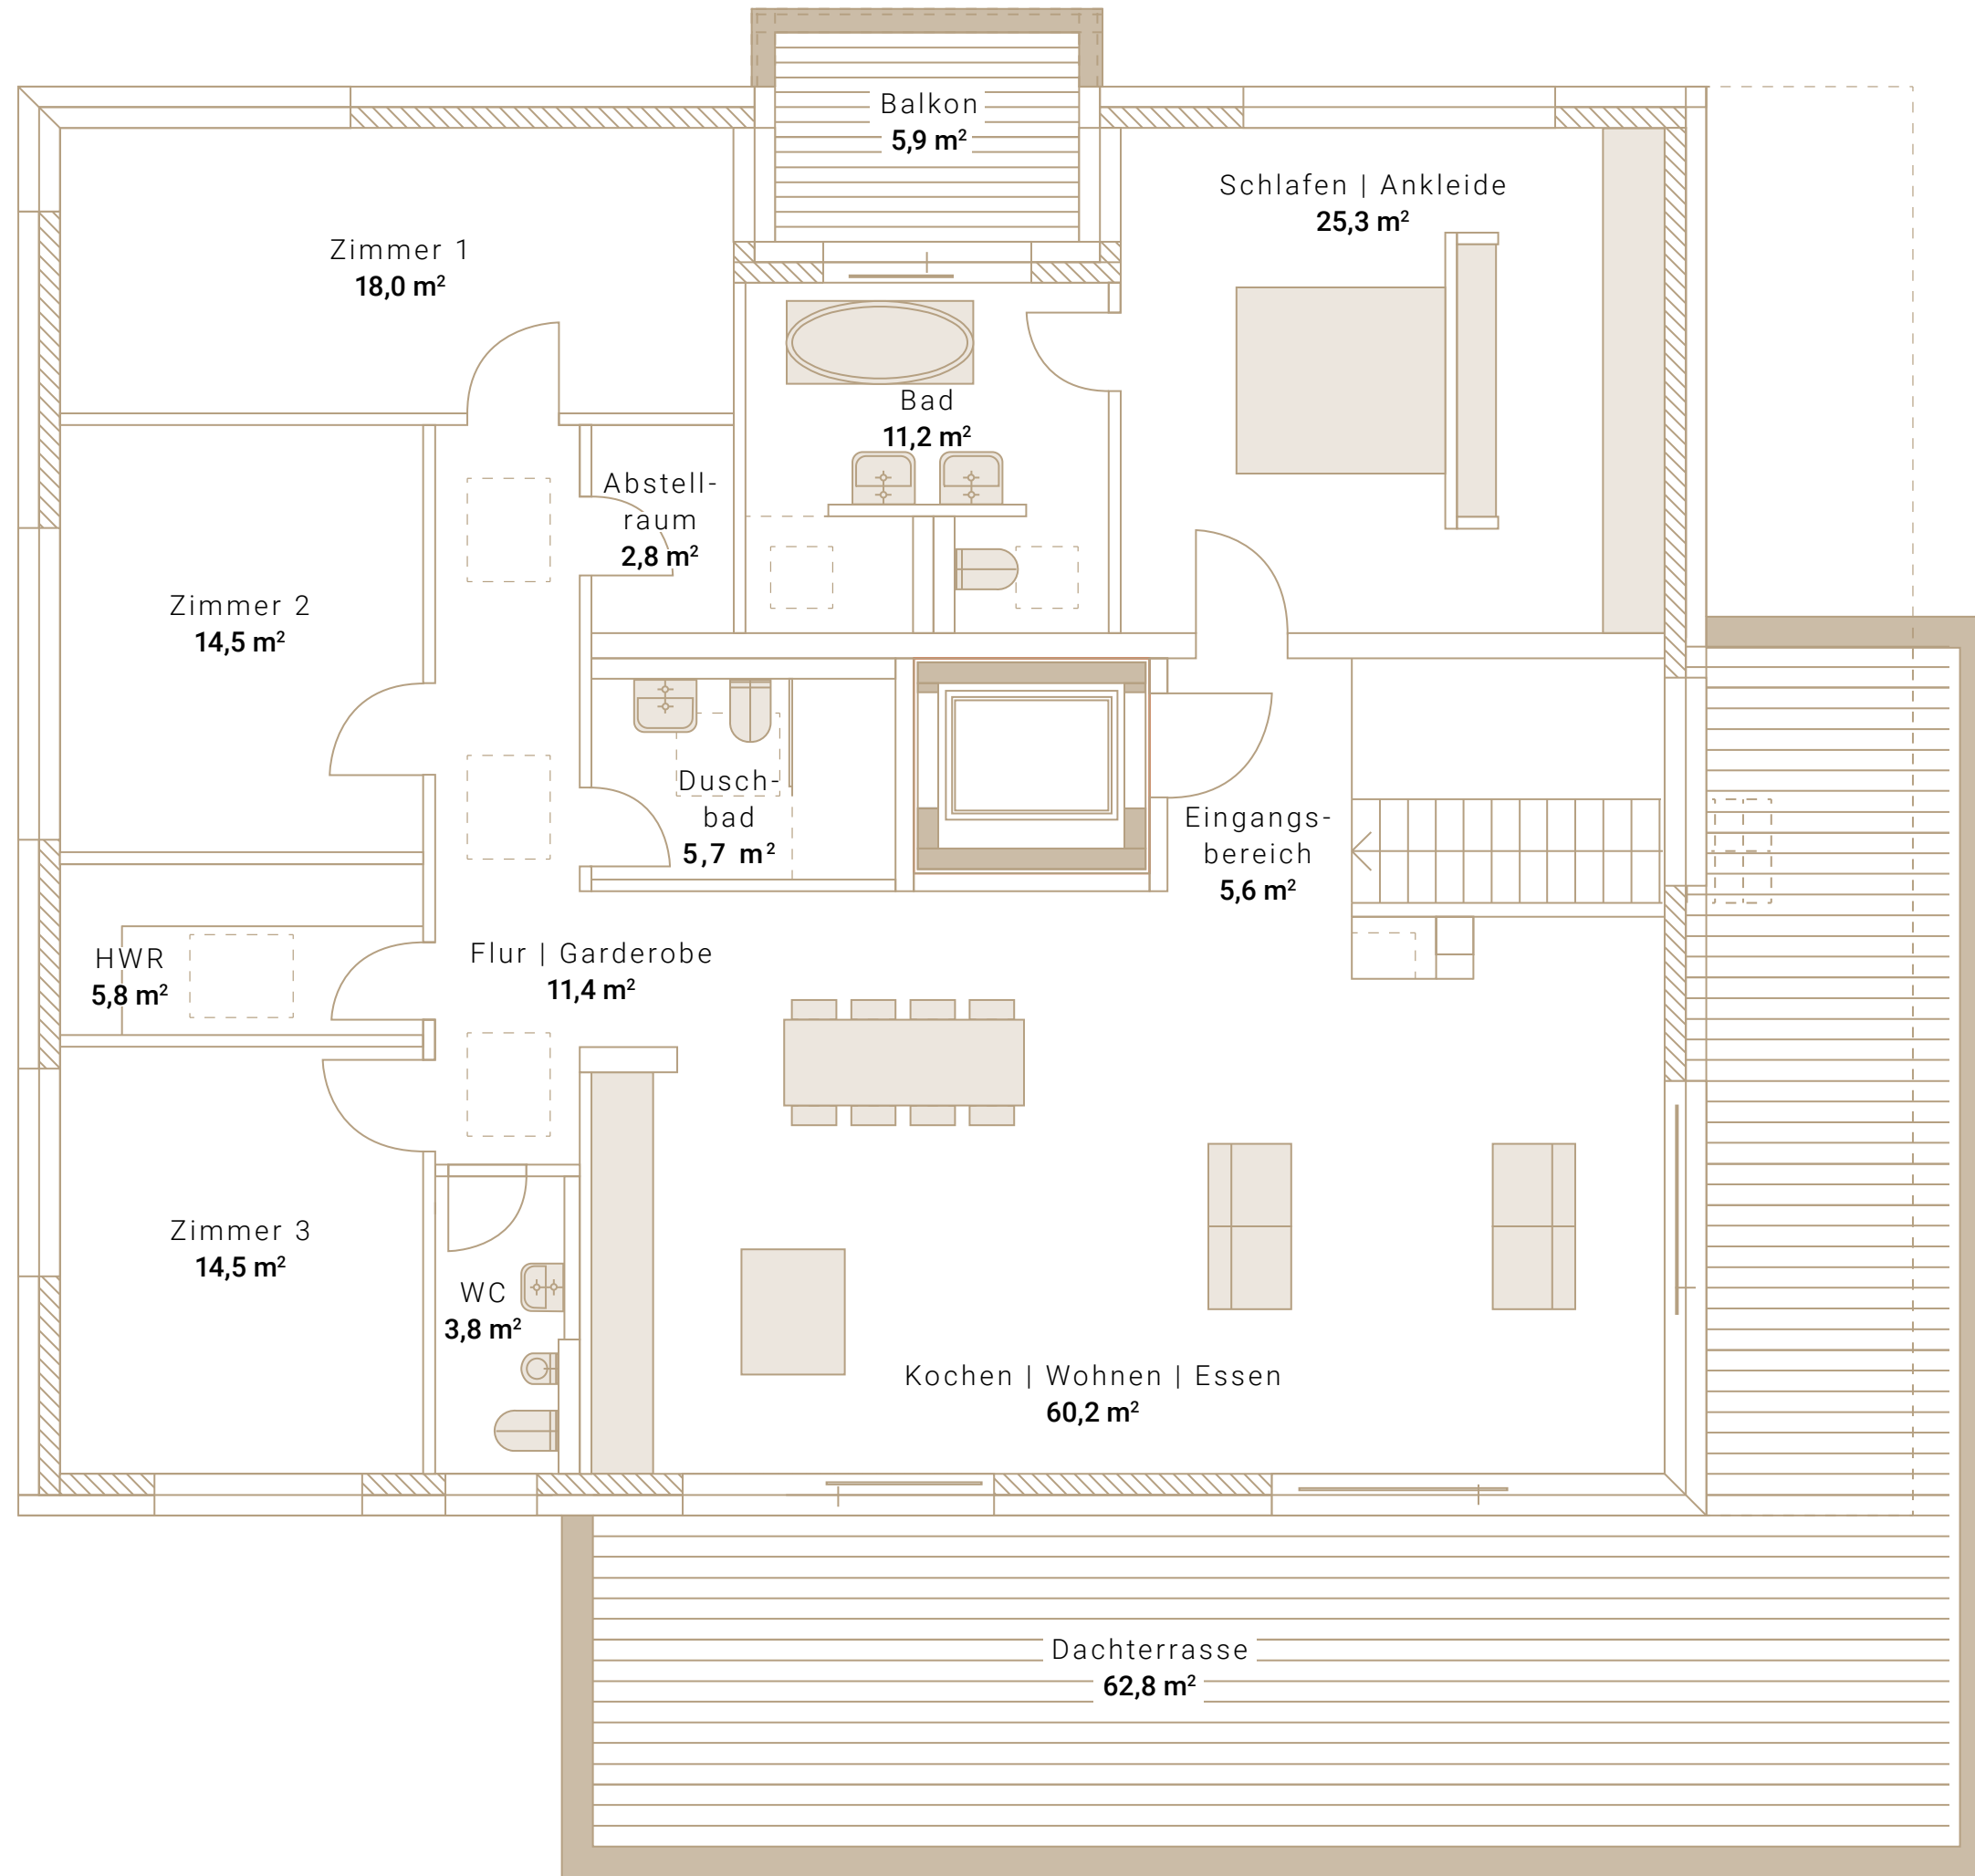 Balkon
5,9 m²
Schlafen | Ankleide
25,3 m²
Zimmer 1
18,0 m²
Bad
11,2 m²
Abstell-
raum
2,8 m²
Zimmer 2
14,5 m²
Dusch-
bad
5,7 m²
Eingangs-
bereich
5,6 m²
HWR
5,8 m²
Flur | Garderobe
11,4 m²
Zimmer 3
14,5 m²
WC
3,8 m²
Kochen | Wohnen | Essen
60,2 m²
Dachterrasse
62,8 m²